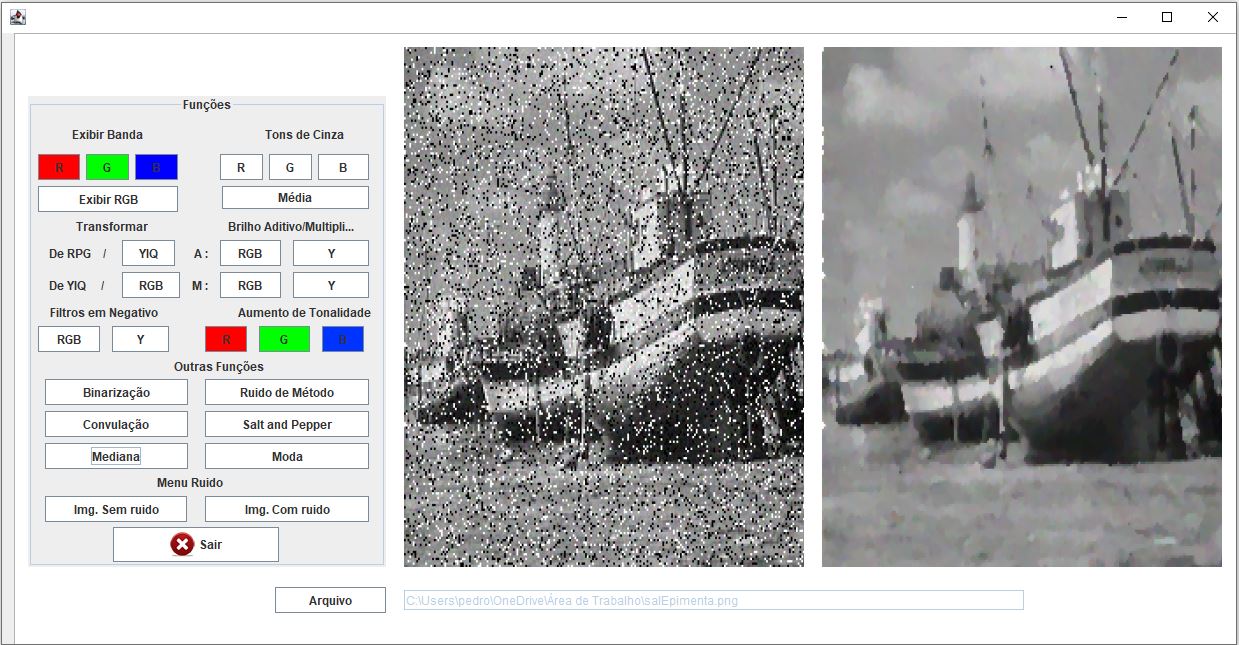 Funções
Exibir Banda Tons de Cinza
R G B R G B
Exibir RGB Média
Transformar Brilho Aditivo/Multipli...
De RPG / YIQ A : RGB Y
De YIQ / RGB M : RGB Y
Filtros em Negativo Aumento de Tonalidade
RGB Y R G B
Outras Funções
Binarização Ruido de Método
Convulação Salt and Pepper
Mediana Moda
Menu Ruido
Img. Sem ruido Img. Com ruido
Sair
Arquivo C:\Users\pedro\OneDrive\Área de Trabalho\salEpimenta.png